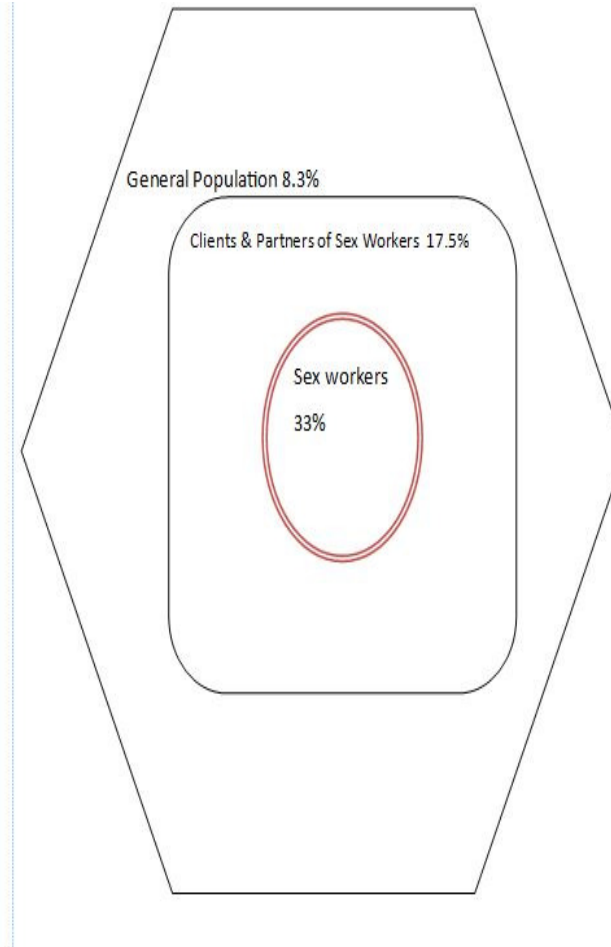 General Population 8.3%
Clients & Partners of Sex Workers 17.5%
Sex workers
33%